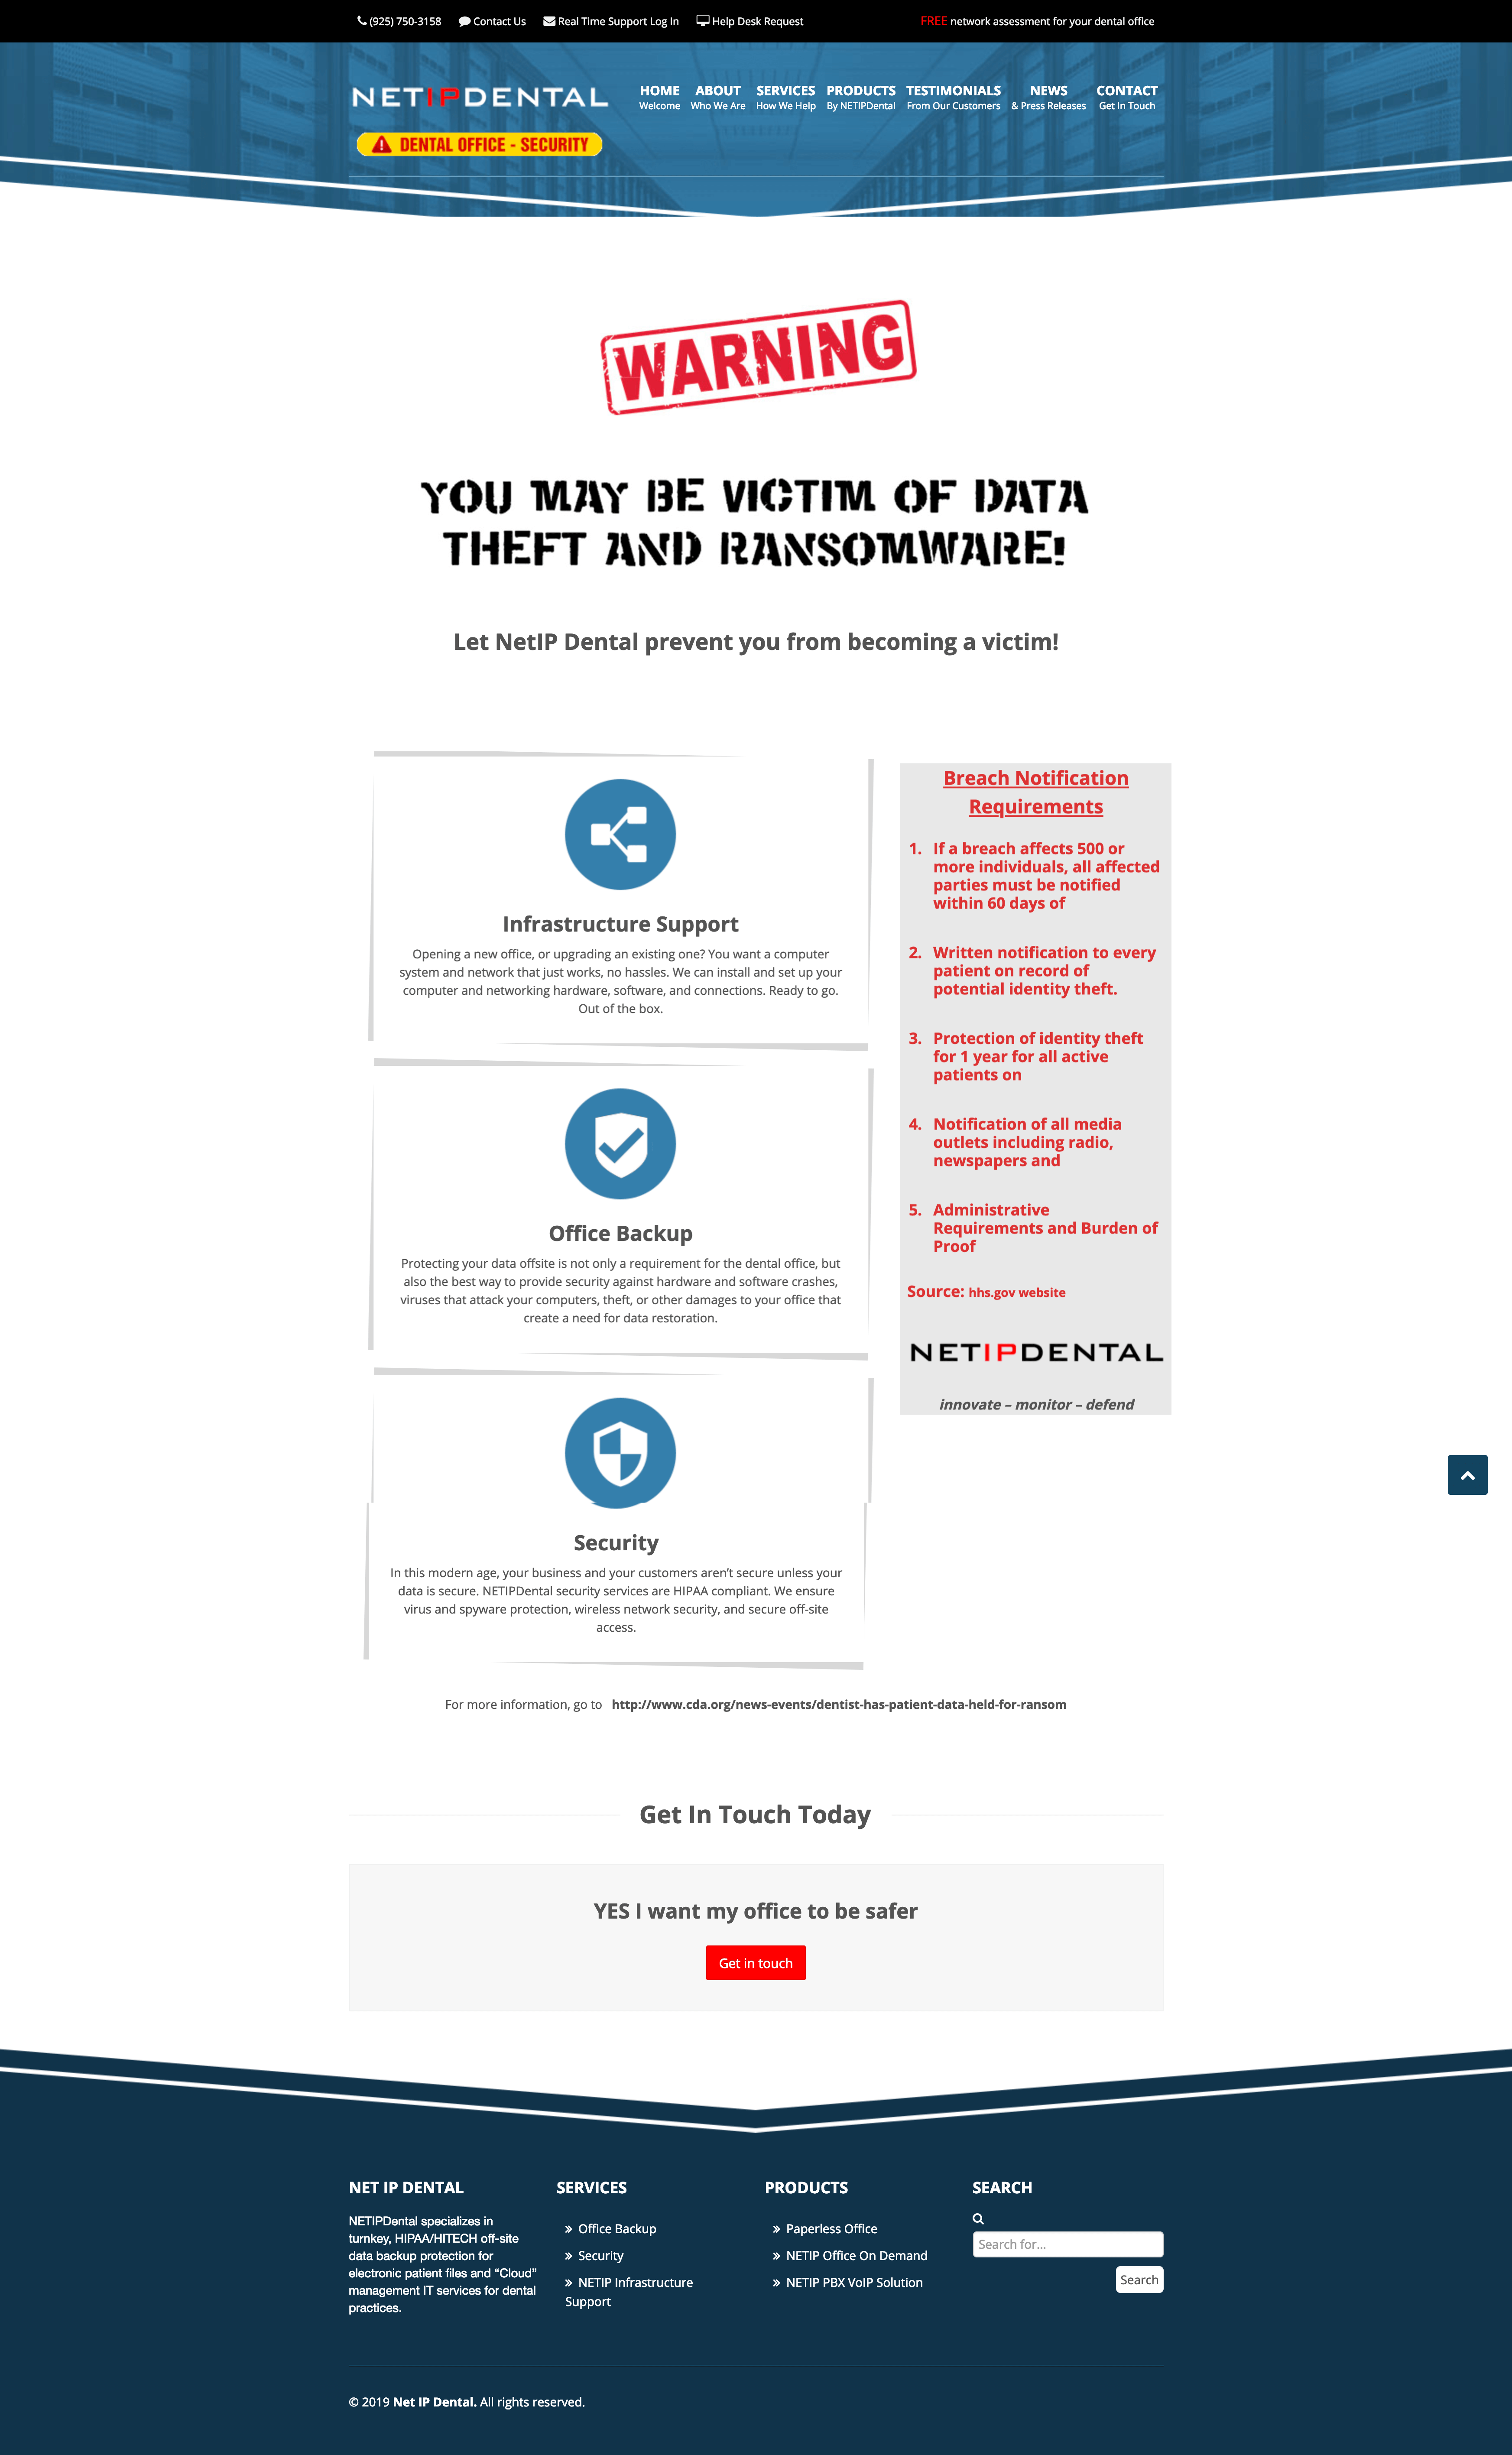 (925) 750-3158 Contact Us Real Time Support Log In Help Desk Request FREE network assessment for your dental office
NETIPDENTAL
DENTAL OFFICE - SECURITY
HOME ABOUT SERVICES PRODUCTS TESTIMONIALS NEWS CONTACT
Welcome Who We Are How We Help By NETIPDental From Our Customers & Press Releases Get In Touch
WARNING
YOU MAY BE VICTIM OF DATA
THEFT AND RANSOMWARE!
Let NetIP Dental prevent you from becoming a victim!
Infrastructure Support
Opening a new office, or upgrading an existing one? You want a computer
system and network that just works, no hassles. We can install and set up your
computer and networking hardware, software, and connections. Ready to go.
Out of the box.
Office Backup
Protecting your data offsite is not only a requirement for the dental office, but
also the best way to provide security against hardware and software crashes,
viruses that attack your computers, theft, or other damages to your office that
create a need for data restoration.
Security
In this modern age, your business and your customers aren’t secure unless your
data is secure. NETIPDental security services are HIPAA compliant. We ensure
virus and spyware protection, wireless network security, and secure off-site
access.
Breach Notification
Requirements
1. If a breach affects 500 or
more individuals, all affected
parties must be notified
within 60 days of
2. Written notification to every
patient on record of
potential identity theft.
3. Protection of identity theft
for 1 year for all active
patients on
4. Notification of all media
outlets including radio,
newspapers and
5. Administrative
Requirements and Burden of
Proof
Source: hhs.gov website
NETIPDENTAL
innovate – monitor – defend
For more information, go to http://www.cda.org/news-events/dentist-has-patient-data-held-for-ransom
Get In Touch Today
YES I want my office to be safer
Get in touch
NET IP DENTAL
NETIPDental specializes in
turnkey, HIPAA/HITECH off-site
data backup protection for
electronic patient files and “Cloud”
management IT services for dental
practices.
SERVICES
» Office Backup
» Security
» NETIP Infrastructure
Support
PRODUCTS
» Paperless Office
» NETIP Office On Demand
» NETIP PBX VoIP Solution
SEARCH
Search for...
Search
© 2019 Net IP Dental. All rights reserved.